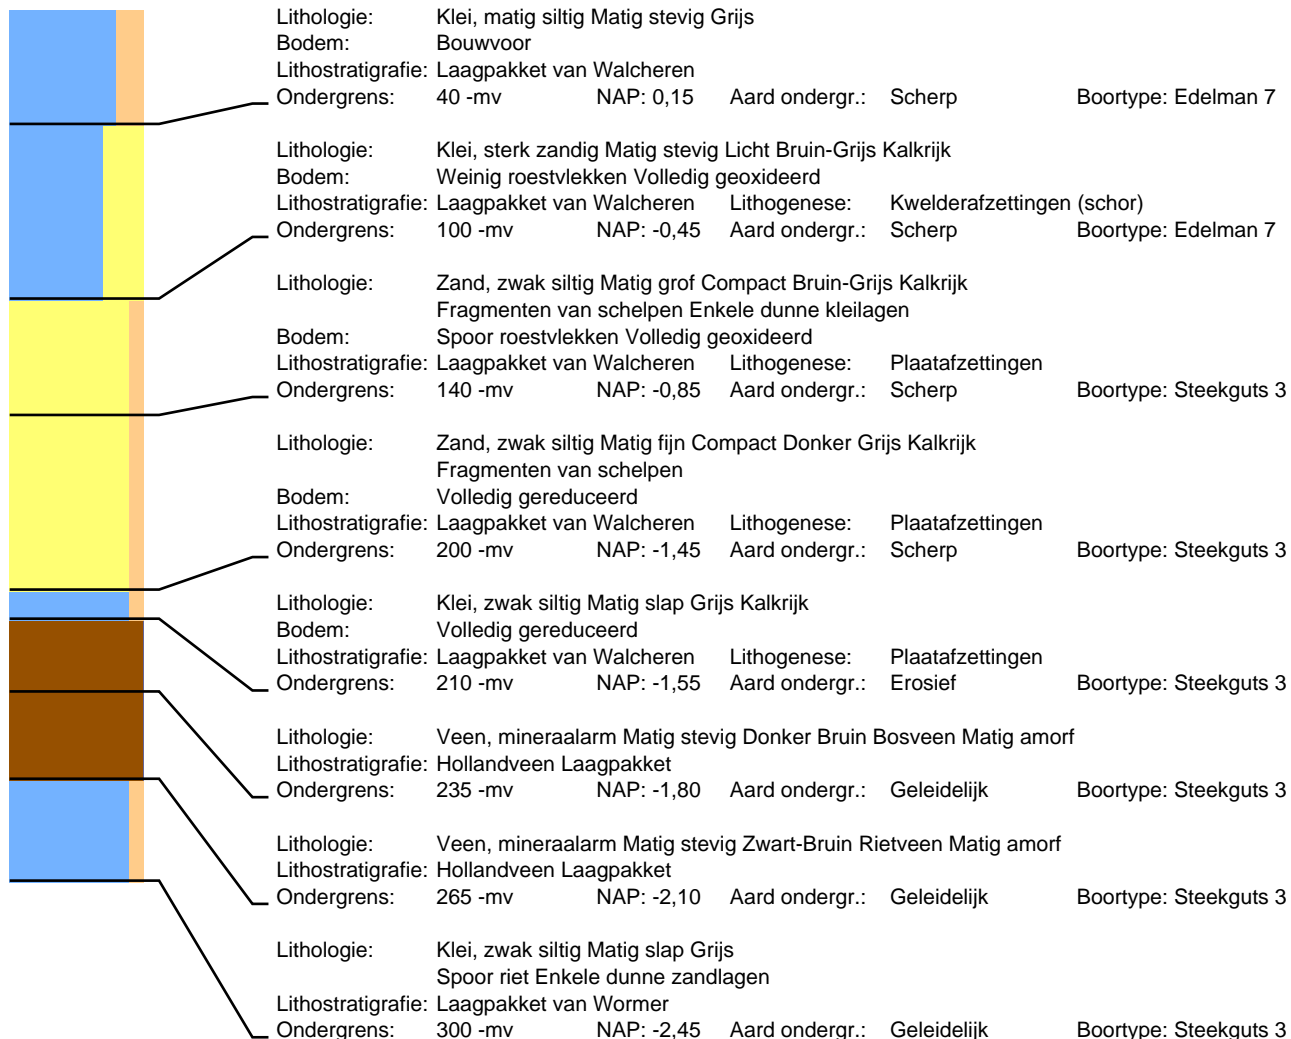 Lithologie: Klei, matig siltig Matig stevig Grijs
Bodem: Bouwvoor
Lithostratigrafie: Laagpakket van Walcheren
Ondergrens: 40 -mv NAP: 0,15 Aard ondergr.: Scherp Boortype: Edelman 7
Lithologie: Klei, sterk zandig Matig stevig Licht Bruin-Grijs Kalkrijk
Bodem: Weinig roestvlekken Volledig geoxideerd
Lithostratigrafie: Laagpakket van Walcheren Lithogenese: Kwelderafzettingen (schor)
Ondergrens: 100 -mv NAP: -0,45 Aard ondergr.: Scherp Boortype: Edelman 7
Lithologie: Zand, zwak siltig Matig grof Compact Bruin-Grijs Kalkrijk
Fragmenten van schelpen Enkele dunne kleilagen
Bodem: Spoor roestvlekken Volledig geoxideerd
Lithostratigrafie: Laagpakket van Walcheren Lithogenese: Plaatafzettingen
Ondergrens: 140 -mv NAP: -0,85 Aard ondergr.: Scherp Boortype: Steekguts 3
Lithologie: Zand, zwak siltig Matig fijn Compact Donker Grijs Kalkrijk
Fragmenten van schelpen
Bodem: Volledig gereduceerd
Lithostratigrafie: Laagpakket van Walcheren Lithogenese: Plaatafzettingen
Ondergrens: 200 -mv NAP: -1,45 Aard ondergr.: Scherp Boortype: Steekguts 3
Lithologie: Klei, zwak siltig Matig slap Grijs Kalkrijk
Bodem: Volledig gereduceerd
Lithostratigrafie: Laagpakket van Walcheren Lithogenese: Plaatafzettingen
Ondergrens: 210 -mv NAP: -1,55 Aard ondergr.: Erosief Boortype: Steekguts 3
Lithologie: Veen, mineraalarm Matig stevig Donker Bruin Bosveen Matig amorf
Lithostratigrafie: Hollandveen Laagpakket
Ondergrens: 235 -mv NAP: -1,80 Aard ondergr.: Geleidelijk Boortype: Steekguts 3
Lithologie: Veen, mineraalarm Matig stevig Zwart-Bruin Rietveen Matig amorf
Lithostratigrafie: Hollandveen Laagpakket
Ondergrens: 265 -mv NAP: -2,10 Aard ondergr.: Geleidelijk Boortype: Steekguts 3
Lithologie: Klei, zwak siltig Matig slap Grijs
Spoor riet Enkele dunne zandlagen
Lithostratigrafie: Laagpakket van Wormer
Ondergrens: 300 -mv NAP: -2,45 Aard ondergr.: Geleidelijk Boortype: Steekguts 3